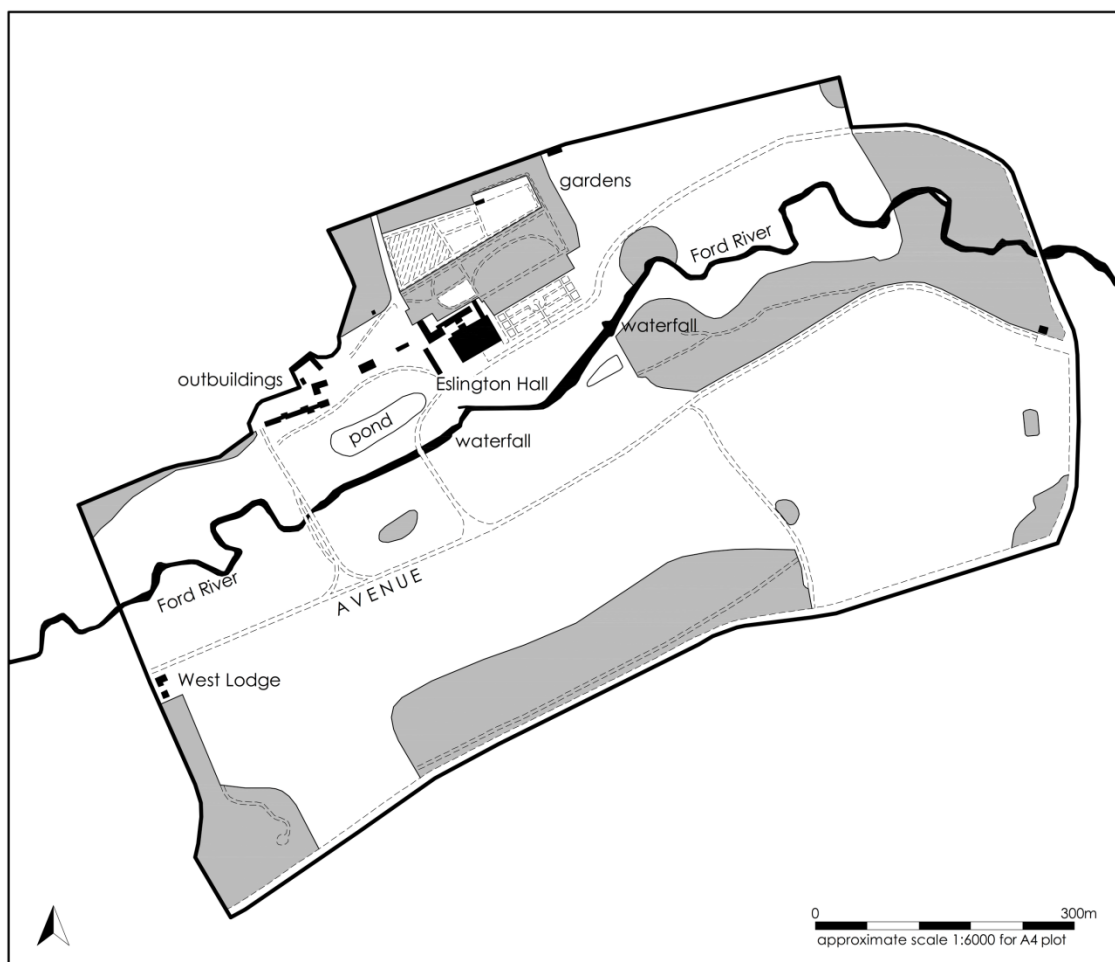 gardens
Ford River
waterfall
outbuildings
Eslington Hall
pond
waterfall
Ford River
AVENUE
West Lodge
0 300m
approximate scale 1:6000 for A4 plot